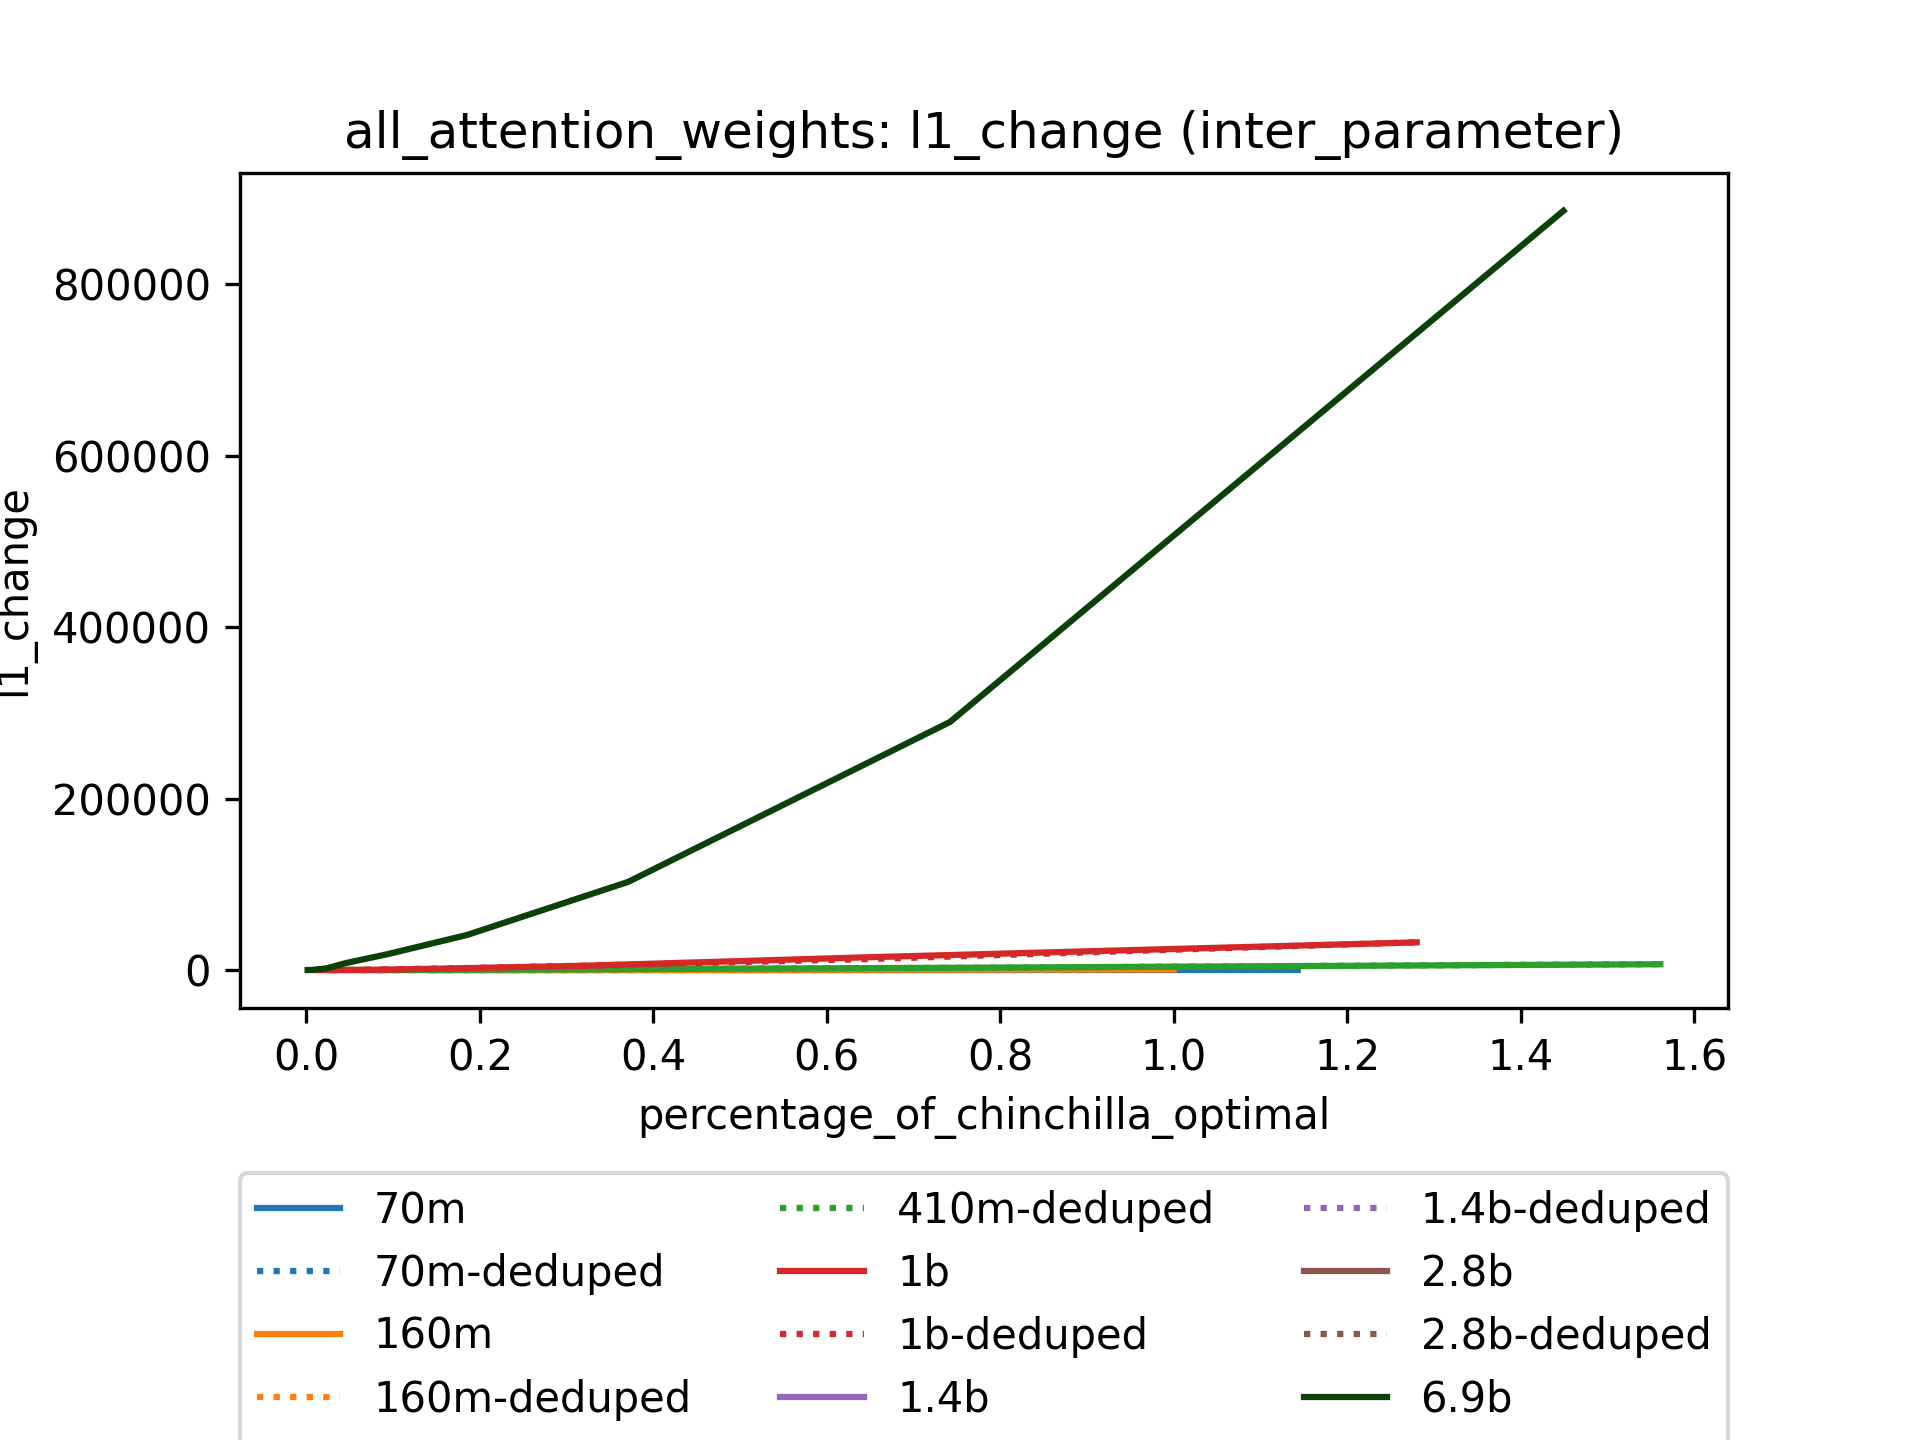 all_attention_weights: l1_change (inter_parameter)
l1_change
800000
600000
400000
200000
0
0.0 0.2 0.4 0.6 0.8 1.0 1.2 1.4 1.6
percentage_of_chinchilla_optimal
70m 410m-deduped 1.4b-deduped
70m-deduped 1b 2.8b
160m 1b-deduped 2.8b-deduped
160m-deduped 1.4b 6.9b